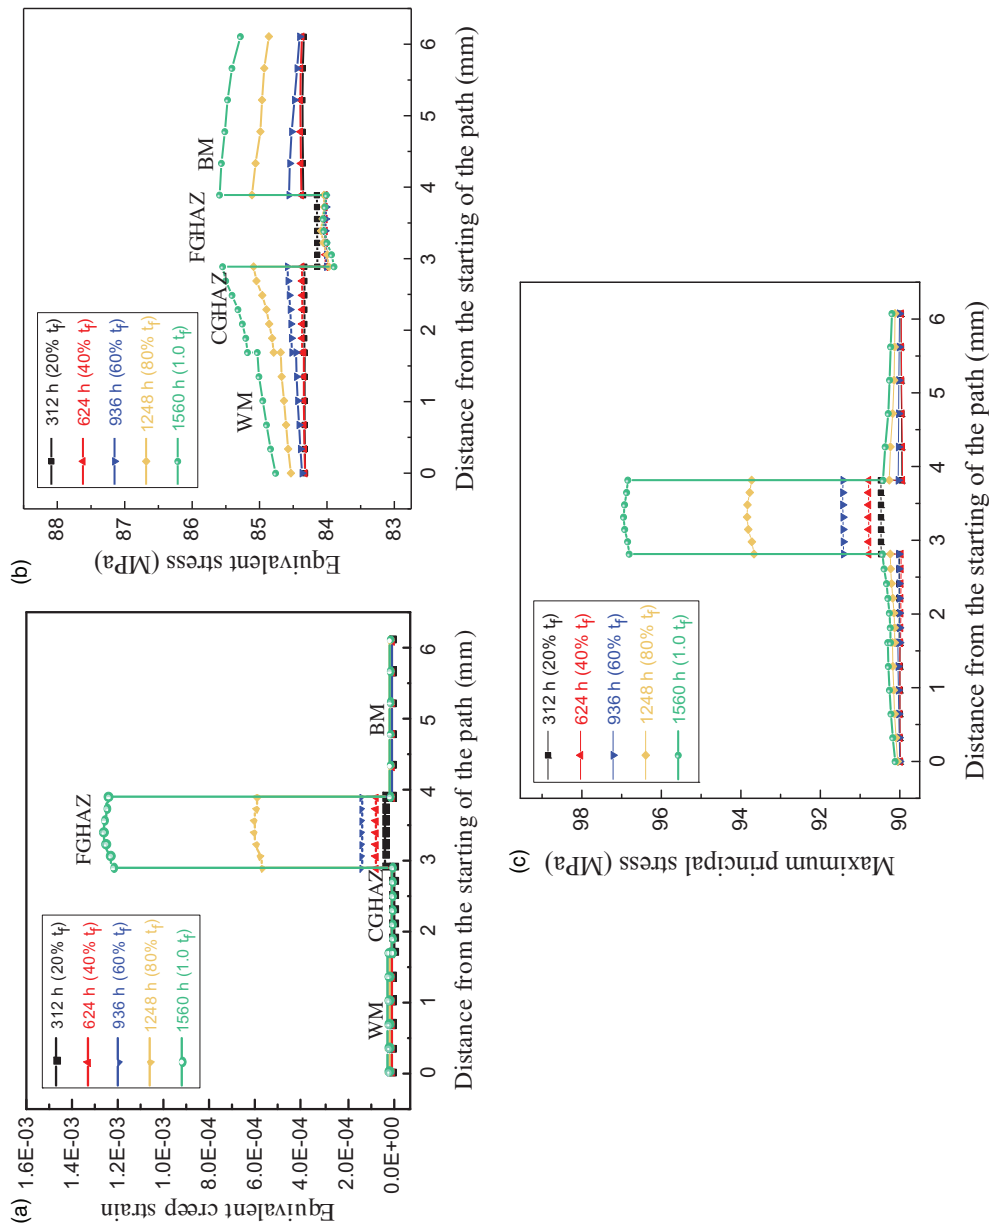 (a)
1.6E-03
1.4E-03
1.2E-03
1.0E-03
8.0E-04
6.0E-04
4.0E-04
2.0E-04
0.0E+00
Equivalent creep strain
312 h (20% tf)
624 h (40% tf)
936 h (60% tf)
1248 h (80% tf)
1560 h (1.0 tf)
FGHAZ
WM
CGHAZ
BM
0 1 2 3 4 5 6
Distance from the starting of the path (mm)
(b)
88
87
86
85
84
83
Equivalent stress (MPa)
312 h (20% tf)
624 h (40% tf)
936 h (60% tf)
1248 h (80% tf)
1560 h (1.0 tf)
WM
CGHAZ
FGHAZ
BM
0 1 2 3 4 5 6
Distance from the starting of the path (mm)
(c)
98
96
94
92
90
Maximum principal stress (MPa)
312 h (20% tf)
624 h (40% tf)
936 h (60% tf)
1248 h (80% tf)
1560 h (1.0 tf)
0 1 2 3 4 5 6
Distance from the starting of the path (mm)